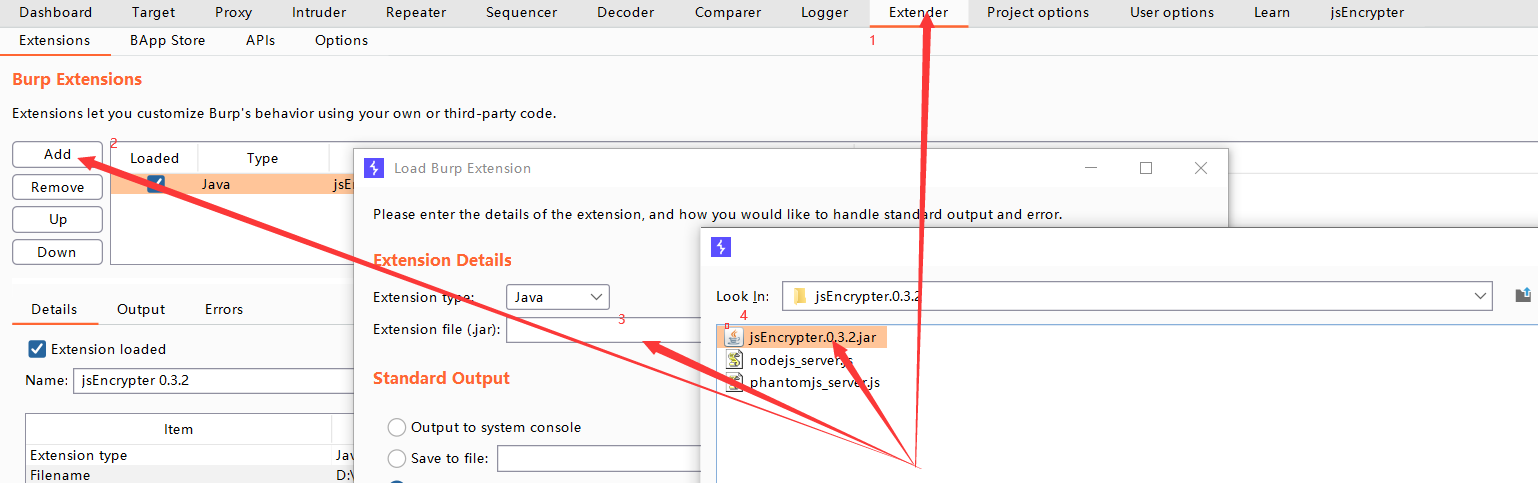 Dashboard Target Proxy Intruder Repeater Sequencer Decoder Comparer Logger Extender Project options User options Learn jsEncrypter
Extensions BApp Store APIs Options
1
Burp Extensions
Extensions let you customize Burp's behavior using your own or third-party code.
2
Add
Loaded Type
Remove
Java jsE
Up
Down
Load Burp Extension
Please enter the details of the extension, and how you would like to handle standard output and error.
Extension Details
Extension type: Java
Extension file (.jar):
3
Standard Output
Output to system console
Save to file:
Look In: jsEncrypter.0.3.2
4
jsEncrypter.0.3.2.jar
nodejs_server.js
phantomjs_server.js
Details Output Errors
Extension loaded
Name: jsEncrypter 0.3.2
Item
Extension type Jav
Filename D:\